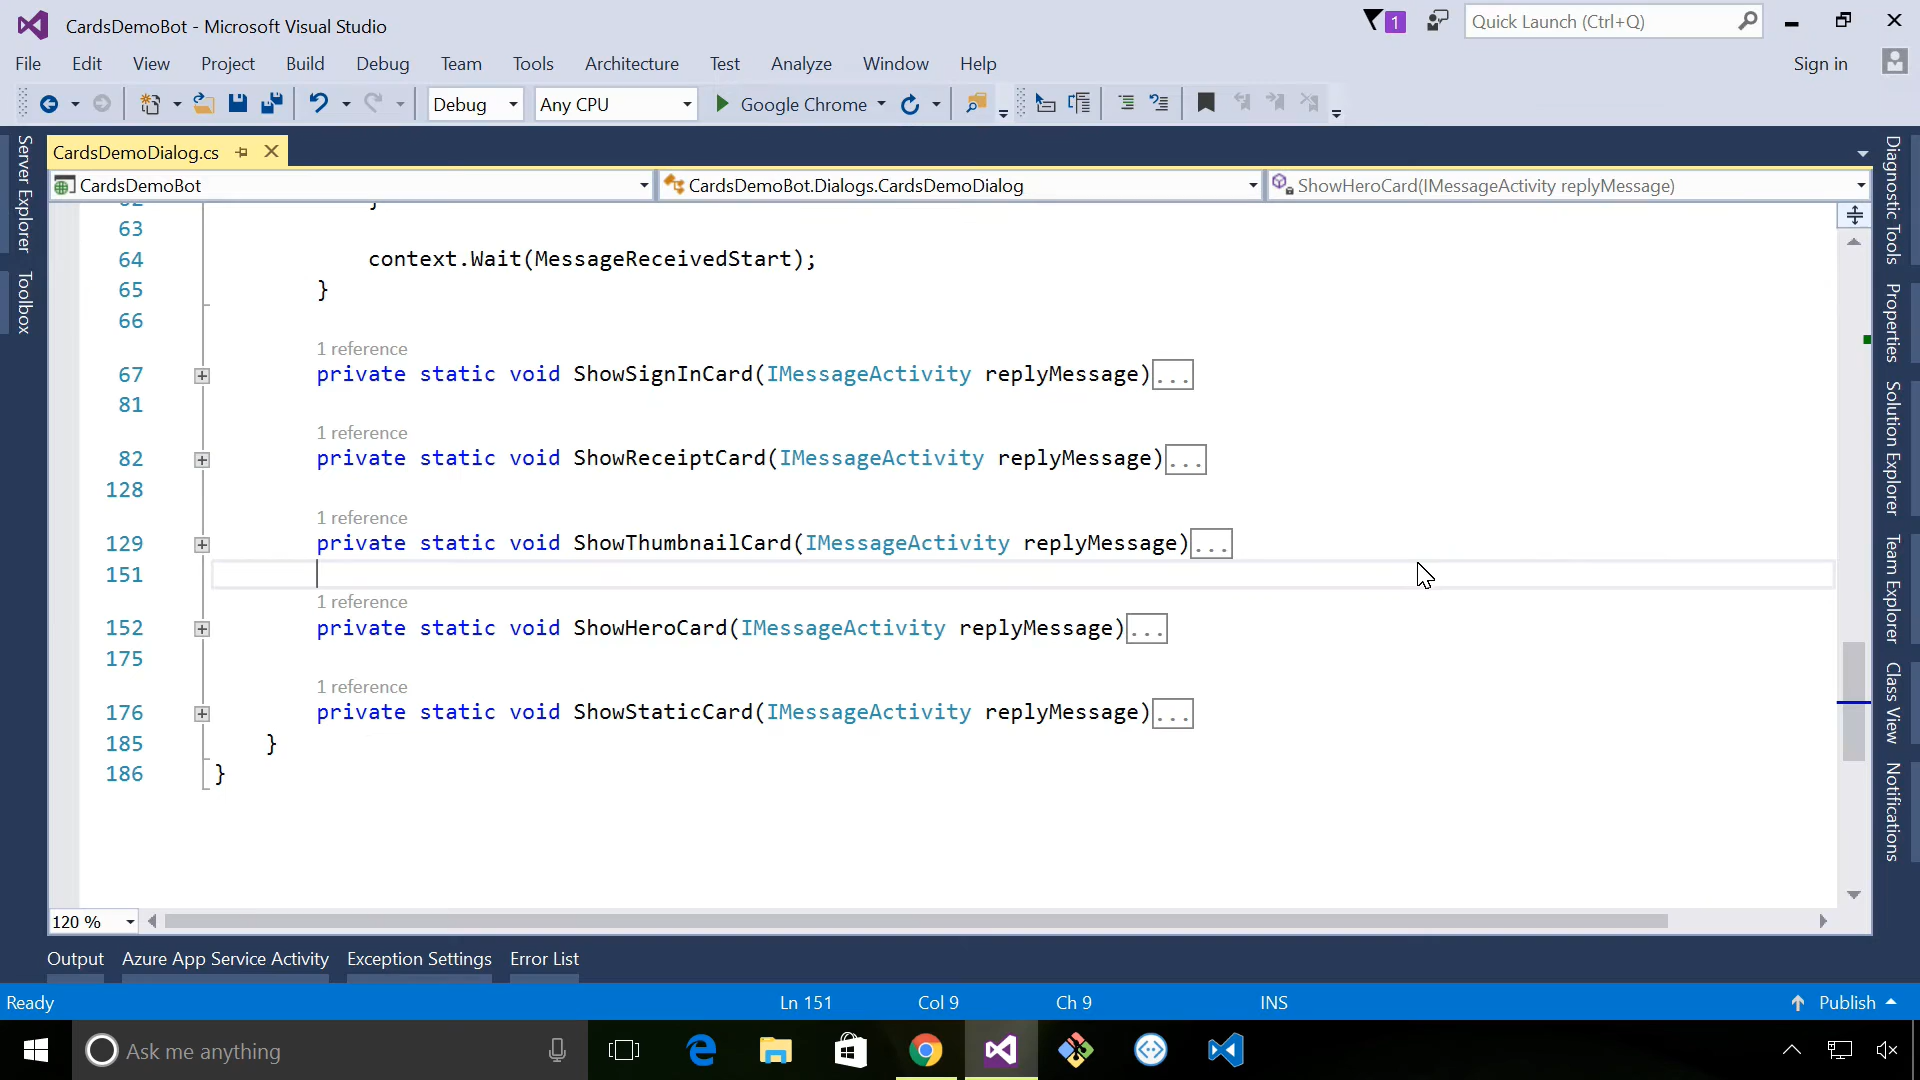 CardsDemoBot - Microsoft Visual Studio
1
Quick Launch (Ctrl+Q)
File Edit View Project Build Debug Team Tools Architecture Test Analyze Window Help
Sign in
Debug Any CPU Google Chrome
Server Explorer
Toolbox
CardsDemoDialog.cs
CardsDemoBot CardsDemoBot.Dialogs.CardsDemoDialog ShowHeroCard(IMessageActivity replyMessage)
62 }
63
64 context.Wait(MessageReceivedStart);
65 }
66
1 reference
67 private static void ShowSignInCard(IMessageActivity replyMessage)...
81
1 reference
82 private static void ShowReceiptCard(IMessageActivity replyMessage)...
128
1 reference
129 private static void ShowThumbnailCard(IMessageActivity replyMessage)...
151
1 reference
152 private static void ShowHeroCard(IMessageActivity replyMessage)...
175
1 reference
176 private static void ShowStaticCard(IMessageActivity replyMessage)...
185 }
186 }
Diagnostic Tools
Properties
Solution Explorer
Team Explorer
Class View
Notifications
120 %
Output Azure App Service Activity Exception Settings Error List
Ready Ln 151 Col 9 Ch 9 INS Publish
Ask me anything